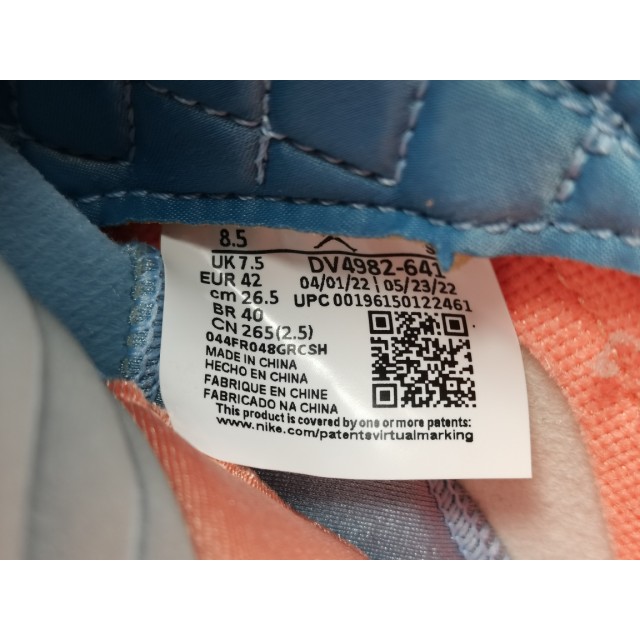 8.5
UK 7.5 DV4982-641
EUR 42 04/01/22 | 05/23/22
cm 26.5 UPC 00196150122461
BR 40
CN 265(2.5)
044FR048GRCSH
MADE IN CHINA
HECHO EN CHINA
FABRIQUE EN CHINE
FABRICADO NA CHINA
This product is covered by one or more patents:
www.nike.com/patentsvirtualmarking